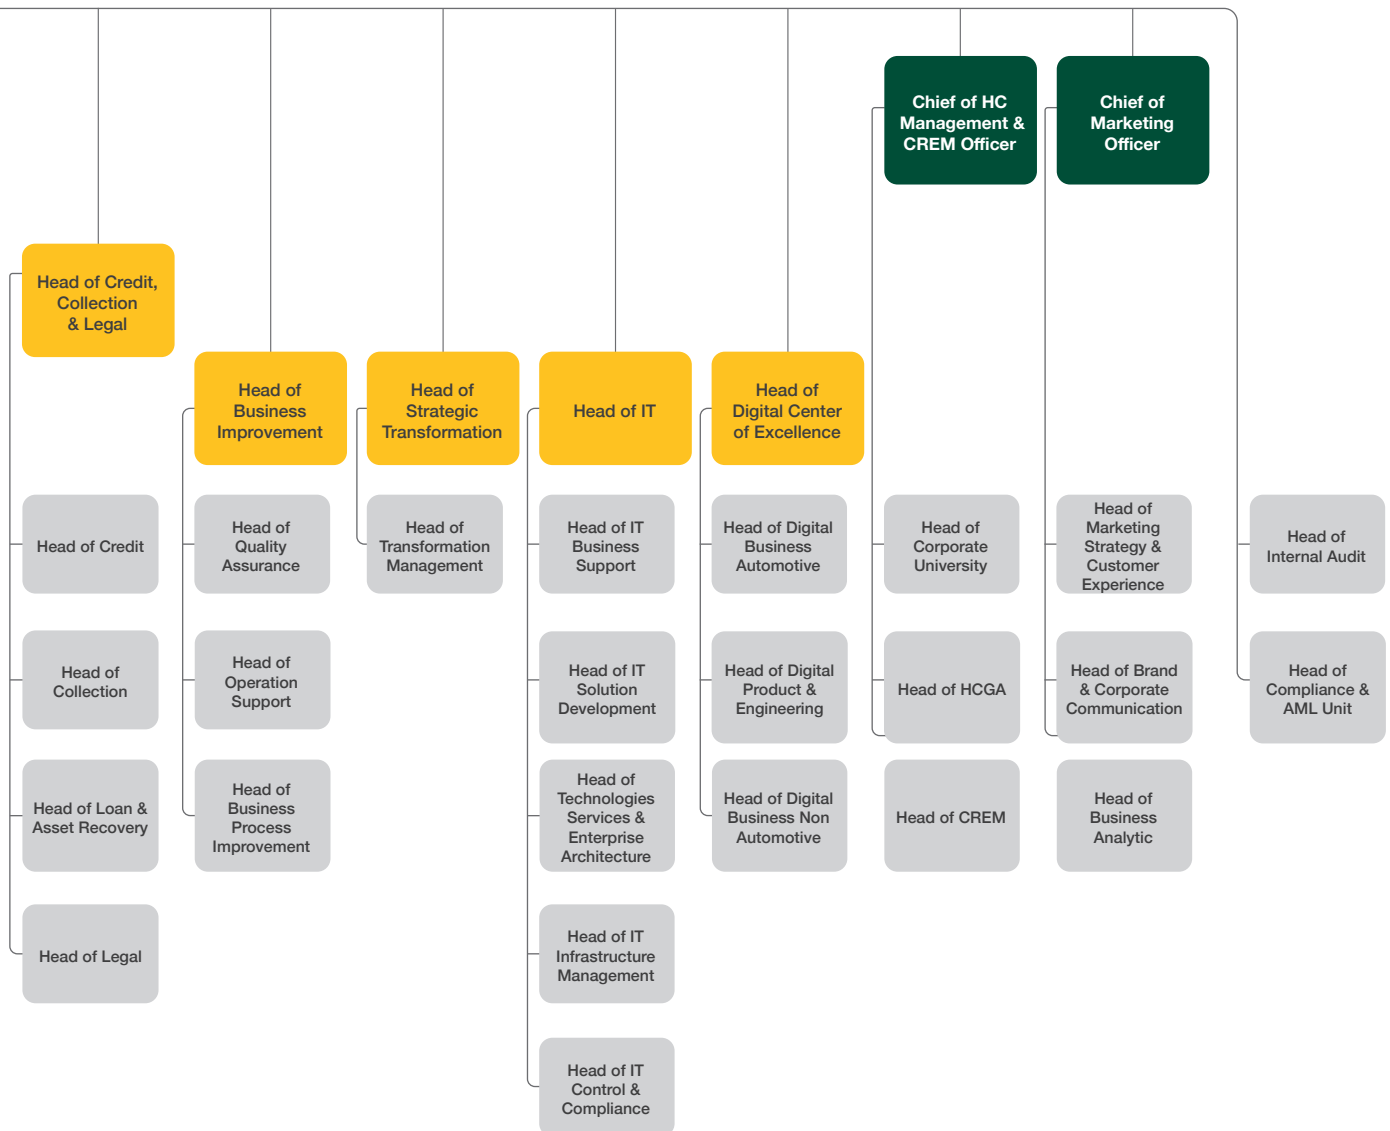 Chief of HC
Management &
CREM Officer
Chief of
Marketing
Officer
Head of Credit,
Collection
& Legal
Head of
Business
Improvement
Head of
Strategic
Transformation
Head of IT
Head of
Digital Center
of Excellence
Head of Credit
Head of
Quality
Assurance
Head of
Transformation
Management
Head of IT
Business
Support
Head of Digital
Business
Automotive
Head of
Corporate
University
Head of
Marketing
Strategy &
Customer
Experience
Head of
Internal Audit
Head of
Collection
Head of
Operation
Support
Head of IT
Solution
Development
Head of Digital
Product &
Engineering
Head of HCGA
Head of Brand
& Corporate
Communication
Head of
Compliance &
AML Unit
Head of Loan &
Asset Recovery
Head of
Business
Process
Improvement
Head of
Technologies
Services &
Enterprise
Architecture
Head of Digital
Business Non
Automotive
Head of CREM
Head of
Business
Analytic
Head of Legal
Head of IT
Infrastructure
Management
Head of IT
Control &
Compliance